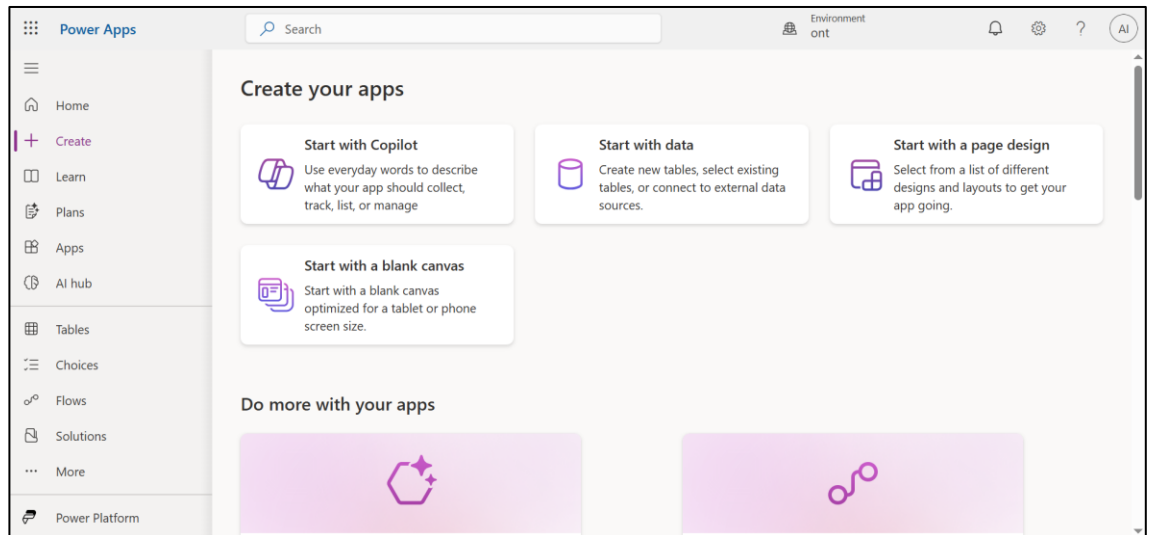 Power Apps
Search
Environment
ont
AI
Home
Create
Learn
Plans
Apps
AI hub
Tables
Choices
Flows
Solutions
More
Power Platform
Create your apps
Start with Copilot
Use everyday words to describe
what your app should collect,
track, list, or manage
Start with data
Create new tables, select existing
tables, or connect to external data
sources.
Start with a page design
Select from a list of different
designs and layouts to get your
app going.
Start with a blank canvas
Start with a blank canvas
optimized for a tablet or phone
screen size.
Do more with your apps